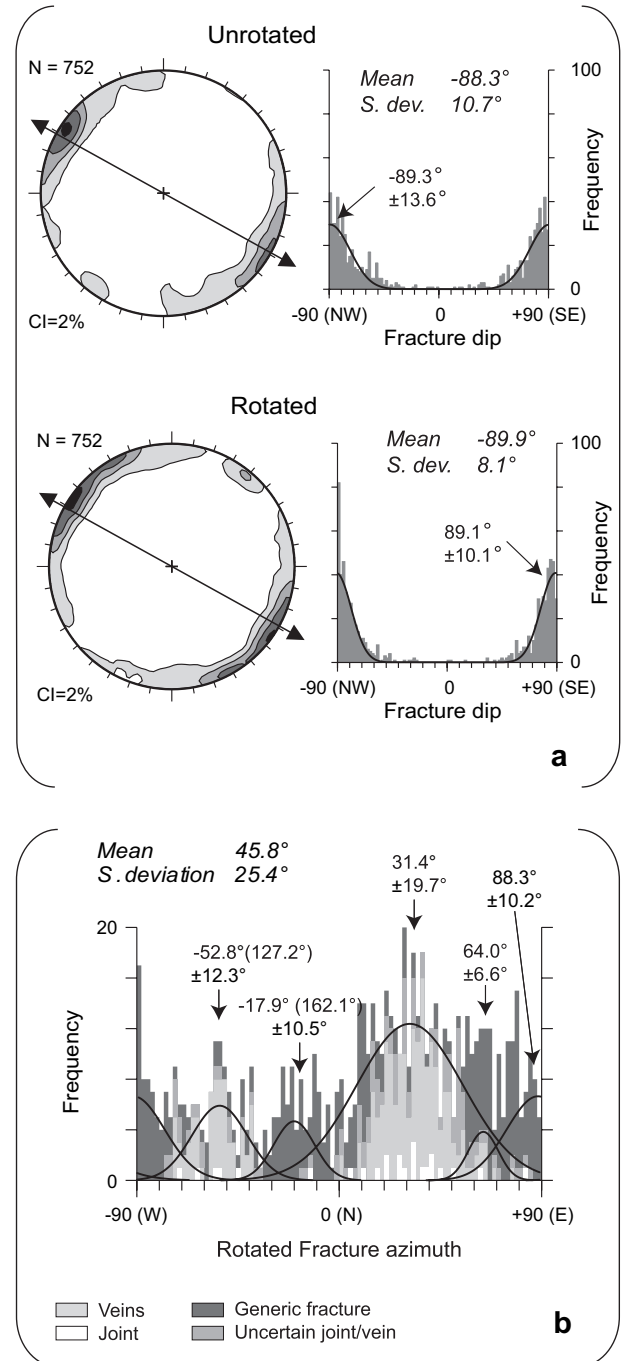 Unrotated
N = 752
Mean -88.3°
S. dev. 10.7°
100
-89.3°
±13.6°
Frequency
0
CI=2%
-90 (NW) 0 +90 (SE)
Fracture dip
Rotated
N = 752
Mean -89.9°
S. dev. 8.1°
100
89.1°
±10.1°
Frequency
0
CI=2%
-90 (NW) 0 +90 (SE)
Fracture dip
a
Mean 45.8°
S. deviation 25.4°
31.4°
±19.7°
88.3°
±10.2°
20
-52.8°(127.2°)
±12.3°
64.0°
±6.6°
-17.9° (162.1°)
±10.5°
Frequency
0
-90 (W) 0 (N) +90 (E)
Rotated Fracture azimuth
Veins Generic fracture
Joint Uncertain joint/vein
b